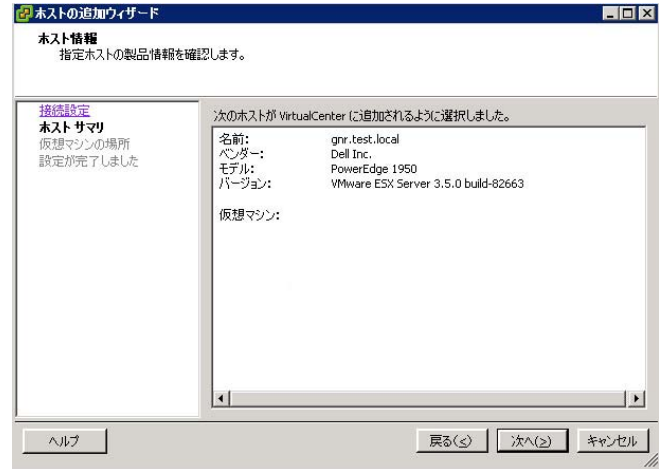 ホストの追加ウィザード
ホスト情報
指定ホストの製品情報を確認します。
接続設定
ホスト サマリ
仮想マシンの場所
設定が完了しました
次のホストが VirtualCenter に追加されるように選択しました。
名前: gnr.test.local
ベンダー: Dell Inc.
モデル: PowerEdge 1950
バージョン: VMware ESX Server 3.5.0 build-82663
仮想マシン:
ヘルプ
戻る(<)
次へ(>)
キャンセル